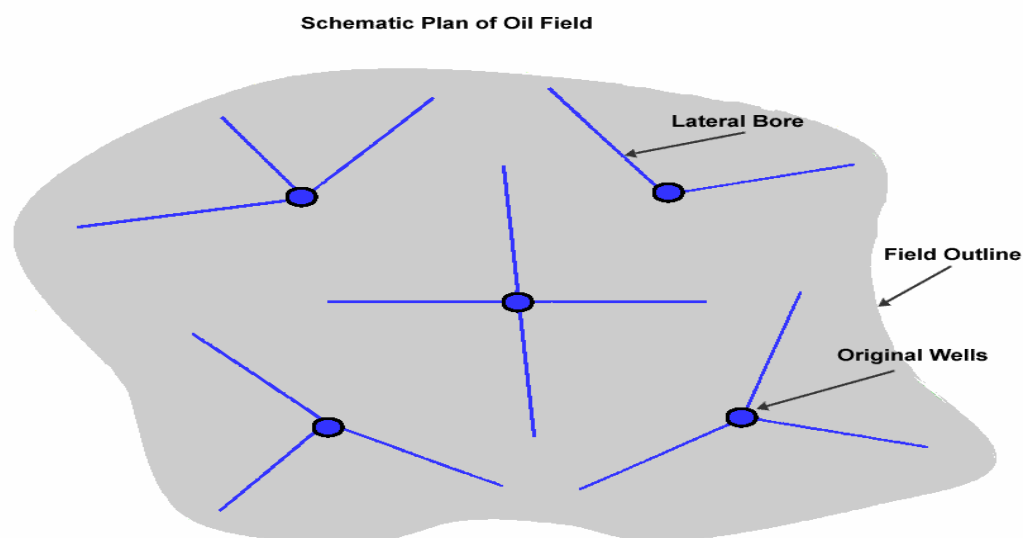 Schematic Plan of Oil Field
Lateral Bore
Field Outline
Original Wells